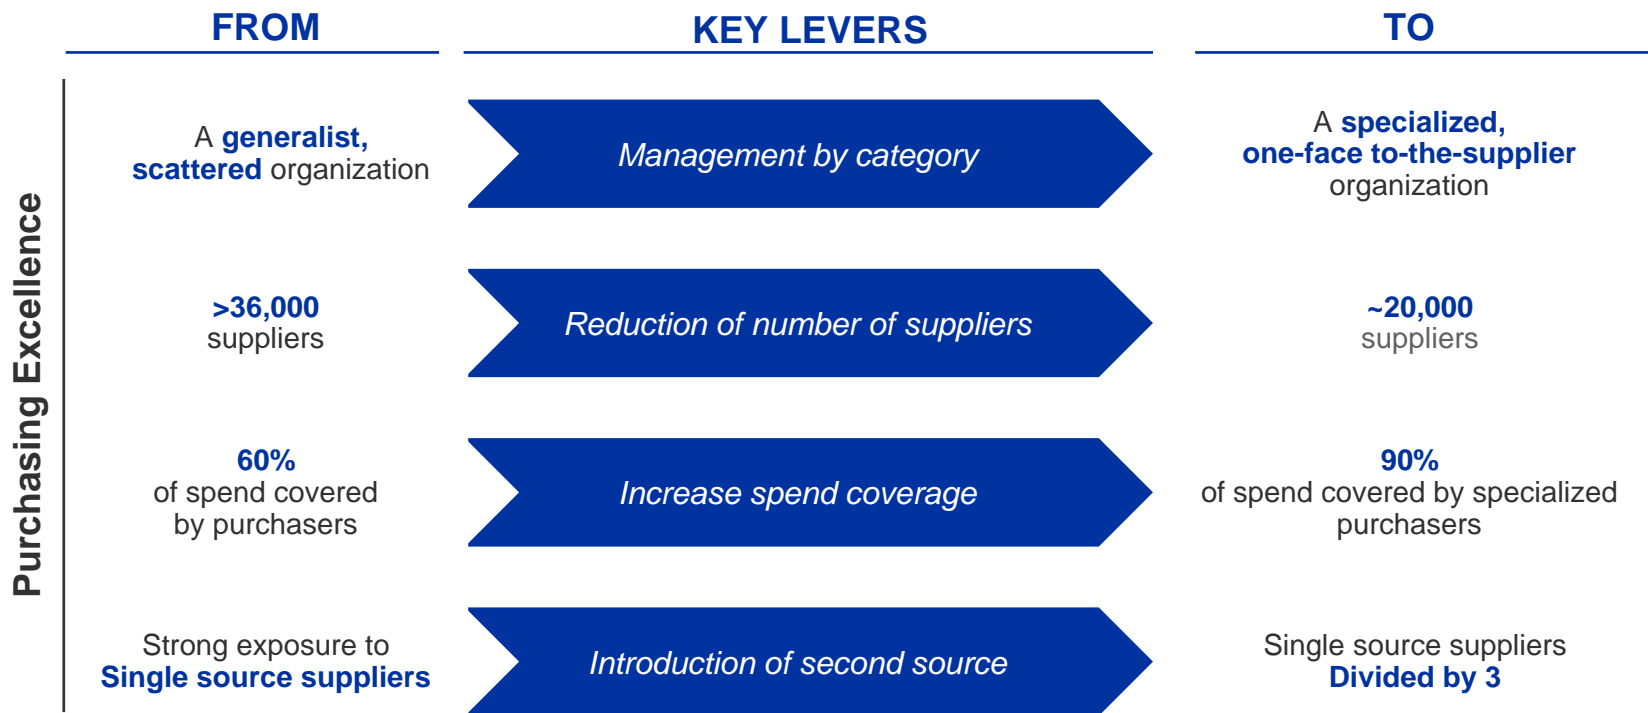 FROM
KEY LEVERS
TO
Purchasing Excellence
A generalist,
scattered organization
Management by category
A specialized,
one-face to-the-supplier
organization
>36,000
suppliers
Reduction of number of suppliers
~20,000
suppliers
60%
of spend covered
by purchasers
Increase spend coverage
90%
of spend covered by specialized
purchasers
Strong exposure to
Single source suppliers
Introduction of second source
Single source suppliers
Divided by 3